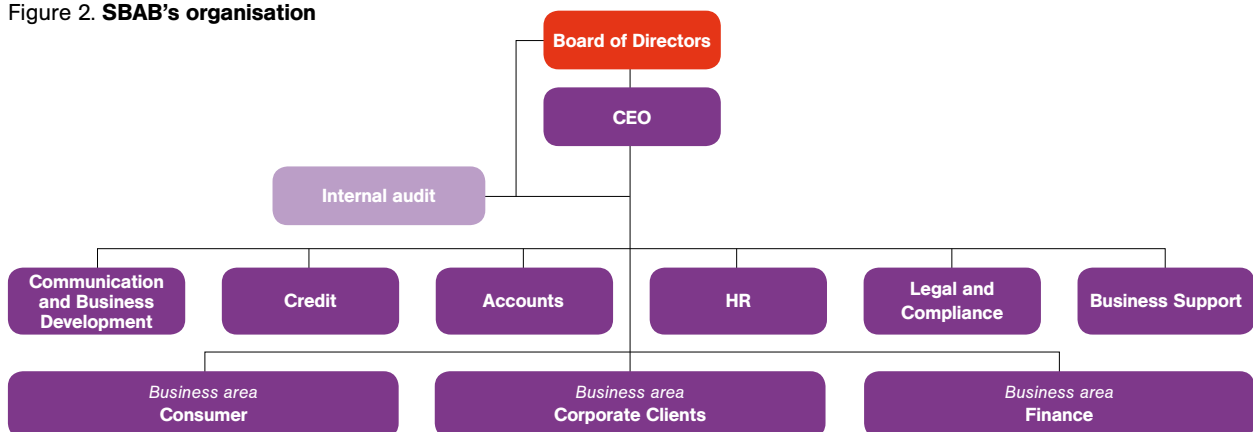 Figure 2. SBAB's organisation
Board of Directors
CEO
Internal audit
Communication
and Business
Development
Credit
Accounts
HR
Legal and
Compliance
Business Support
Business area
Consumer
Business area
Corporate Clients
Business area
Finance